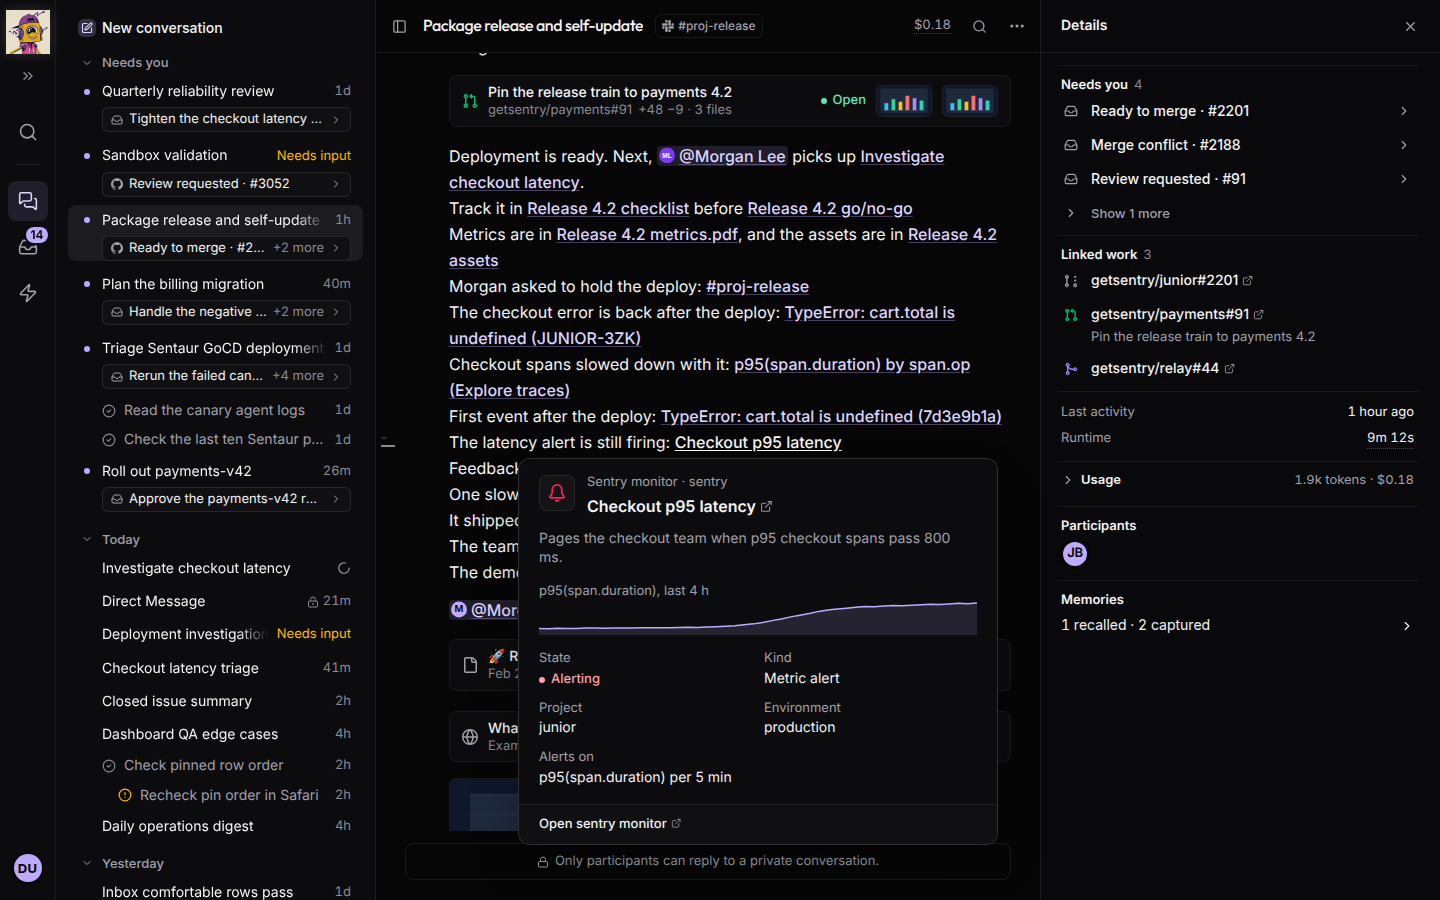 New conversation
Needs you
Quarterly reliability review 1d
Tighten the checkout latency ...
Sandbox validation Needs input
Review requested · #3052
Package release and self-update 1h
Ready to merge · #2... +2 more
Plan the billing migration 40m
Handle the negative ... +2 more
Triage Sentaur GoCD deployment 1d
Rerun the failed can... +4 more
Read the canary agent logs 1d
Check the last ten Sentaur p... 1d
Roll out payments-v42 26m
Approve the payments-v42 r...
Today
Investigate checkout latency
Direct Message 21m
Deployment investigation Needs input
Checkout latency triage 41m
Closed issue summary 2h
Dashboard QA edge cases 4h
Check pinned row order 2h
Recheck pin order in Safari 2h
Daily operations digest 4h
Yesterday
Inbox comfortable rows pass 1d
14
DU
Package release and self-update #proj-release $0.18
Pin the release train to payments 4.2
getsentry/payments#91 +48 −9 · 3 files
Open
Deployment is ready. Next, ML @Morgan Lee picks up Investigate
checkout latency.
Track it in Release 4.2 checklist before Release 4.2 go/no-go
Metrics are in Release 4.2 metrics.pdf, and the assets are in Release 4.2
assets
Morgan asked to hold the deploy: #proj-release
The checkout error is back after the deploy: TypeError: cart.total is
undefined (JUNIOR-3ZK)
Checkout spans slowed down with it: p95(span.duration) by span.op
(Explore traces)
First event after the deploy: TypeError: cart.total is undefined (7d3e9b1a)
The latency alert is still firing: Checkout p95 latency
Feedback
One slow
It shipped
The team
The demo
M @Mor
🚀 R
Feb 2
Wha
Exam
Sentry monitor · sentry
Checkout p95 latency
Pages the checkout team when p95 checkout spans pass 800
ms.
p95(span.duration), last 4 h
State Kind
Alerting Metric alert
Project Environment
junior production
Alerts on
p95(span.duration) per 5 min
Open sentry monitor
Only participants can reply to a private conversation.
Details
Needs you 4
Ready to merge · #2201
Merge conflict · #2188
Review requested · #91
Show 1 more
Linked work 3
getsentry/junior#2201
getsentry/payments#91
Pin the release train to payments 4.2
getsentry/relay#44
Last activity 1 hour ago
Runtime 9m 12s
Usage 1.9k tokens · $0.18
Participants
JB
Memories
1 recalled · 2 captured